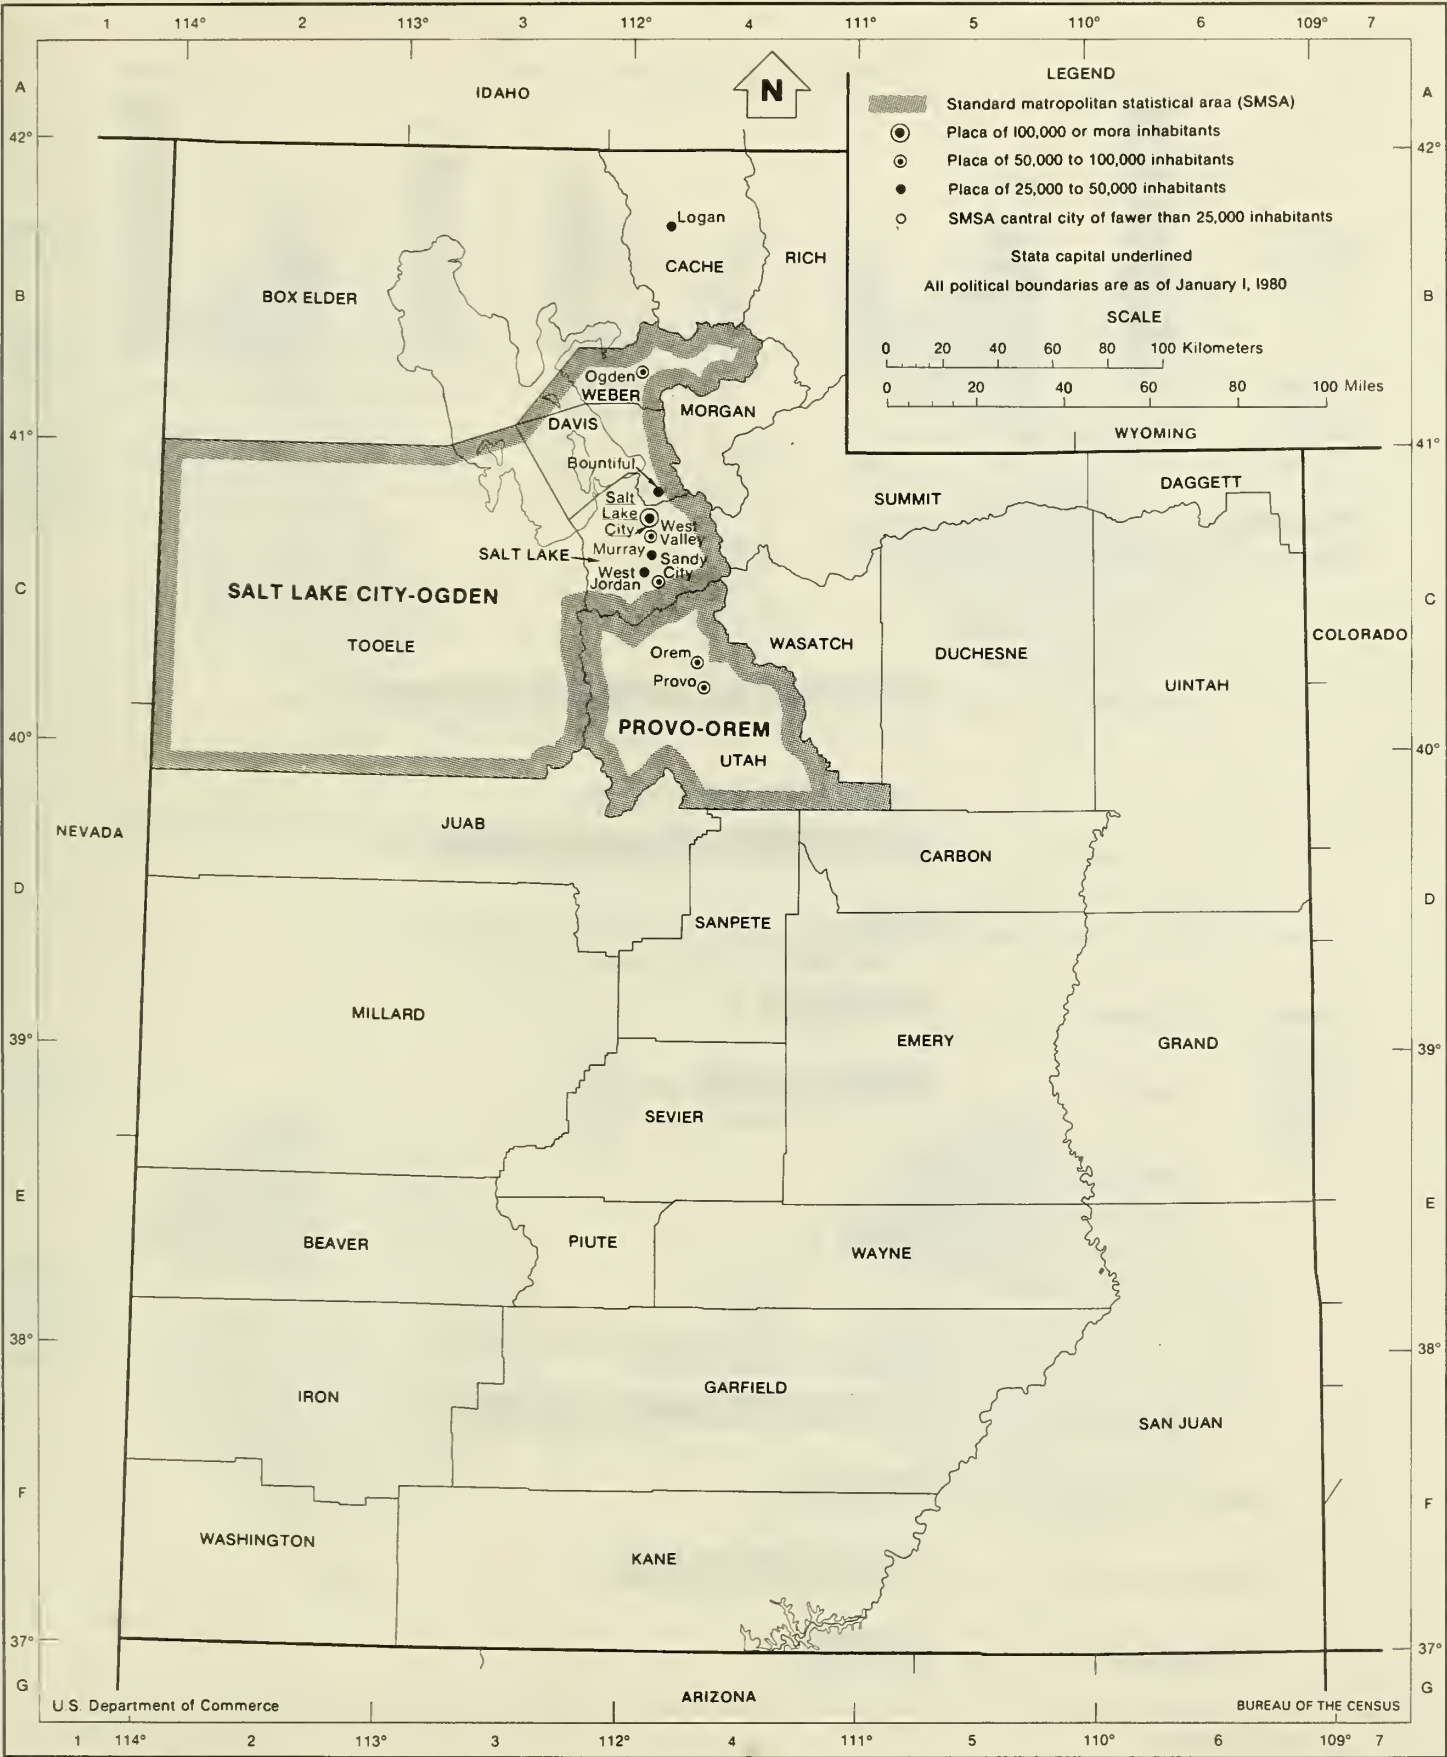 1 114° 2 113° 3 112° 4 111° 5 110° 6 109° 7
A
42°
B
41°
C
40°
D
39°
E
38°
F
37°
G
IDAHO
N
LEGEND
Standard matropolitan statistical araa (SMSA)
Placa of 100,000 or mora inhabitants
Placa of 50,000 to 100,000 inhabitants
Placa of 25,000 to 50,000 inhabitants
SMSA cantral city of fawer than 25,000 inhabitants
Stata capital underlined
All political boundarias are as of January 1, 1980
SCALE
0 20 40 60 80 100 Kilometers
0 20 40 60 80 100 Miles
WYOMING
Logan
CACHE
RICH
BOX ELDER
Ogden
WEBER
MORGAN
DAVIS
Bountiful
SUMMIT
DAGGETT
Salt
Lake
City
West
Valley
Murray
Sandy
City
SALT LAKE
West
Jordan
SALT LAKE CITY-OGDEN
TOOELE
WASATCH
DUCHESNE
COLORADO
Orem
Provo
UINTAH
PROVO-OREM
UTAH
NEVADA
JUAB
CARBON
SANPETE
MILLARD
EMERY
GRAND
SEVIER
BEAVER
PIUTE
WAYNE
IRON
GARFIELD
SAN JUAN
WASHINGTON
KANE
ARIZONA
A
42°
B
41°
C
40°
D
39°
E
38°
F
37°
G
U.S. Department of Commerce
BUREAU OF THE CENSUS
1 114° 2 113° 3 112° 4 111° 5 110° 6 109° 7